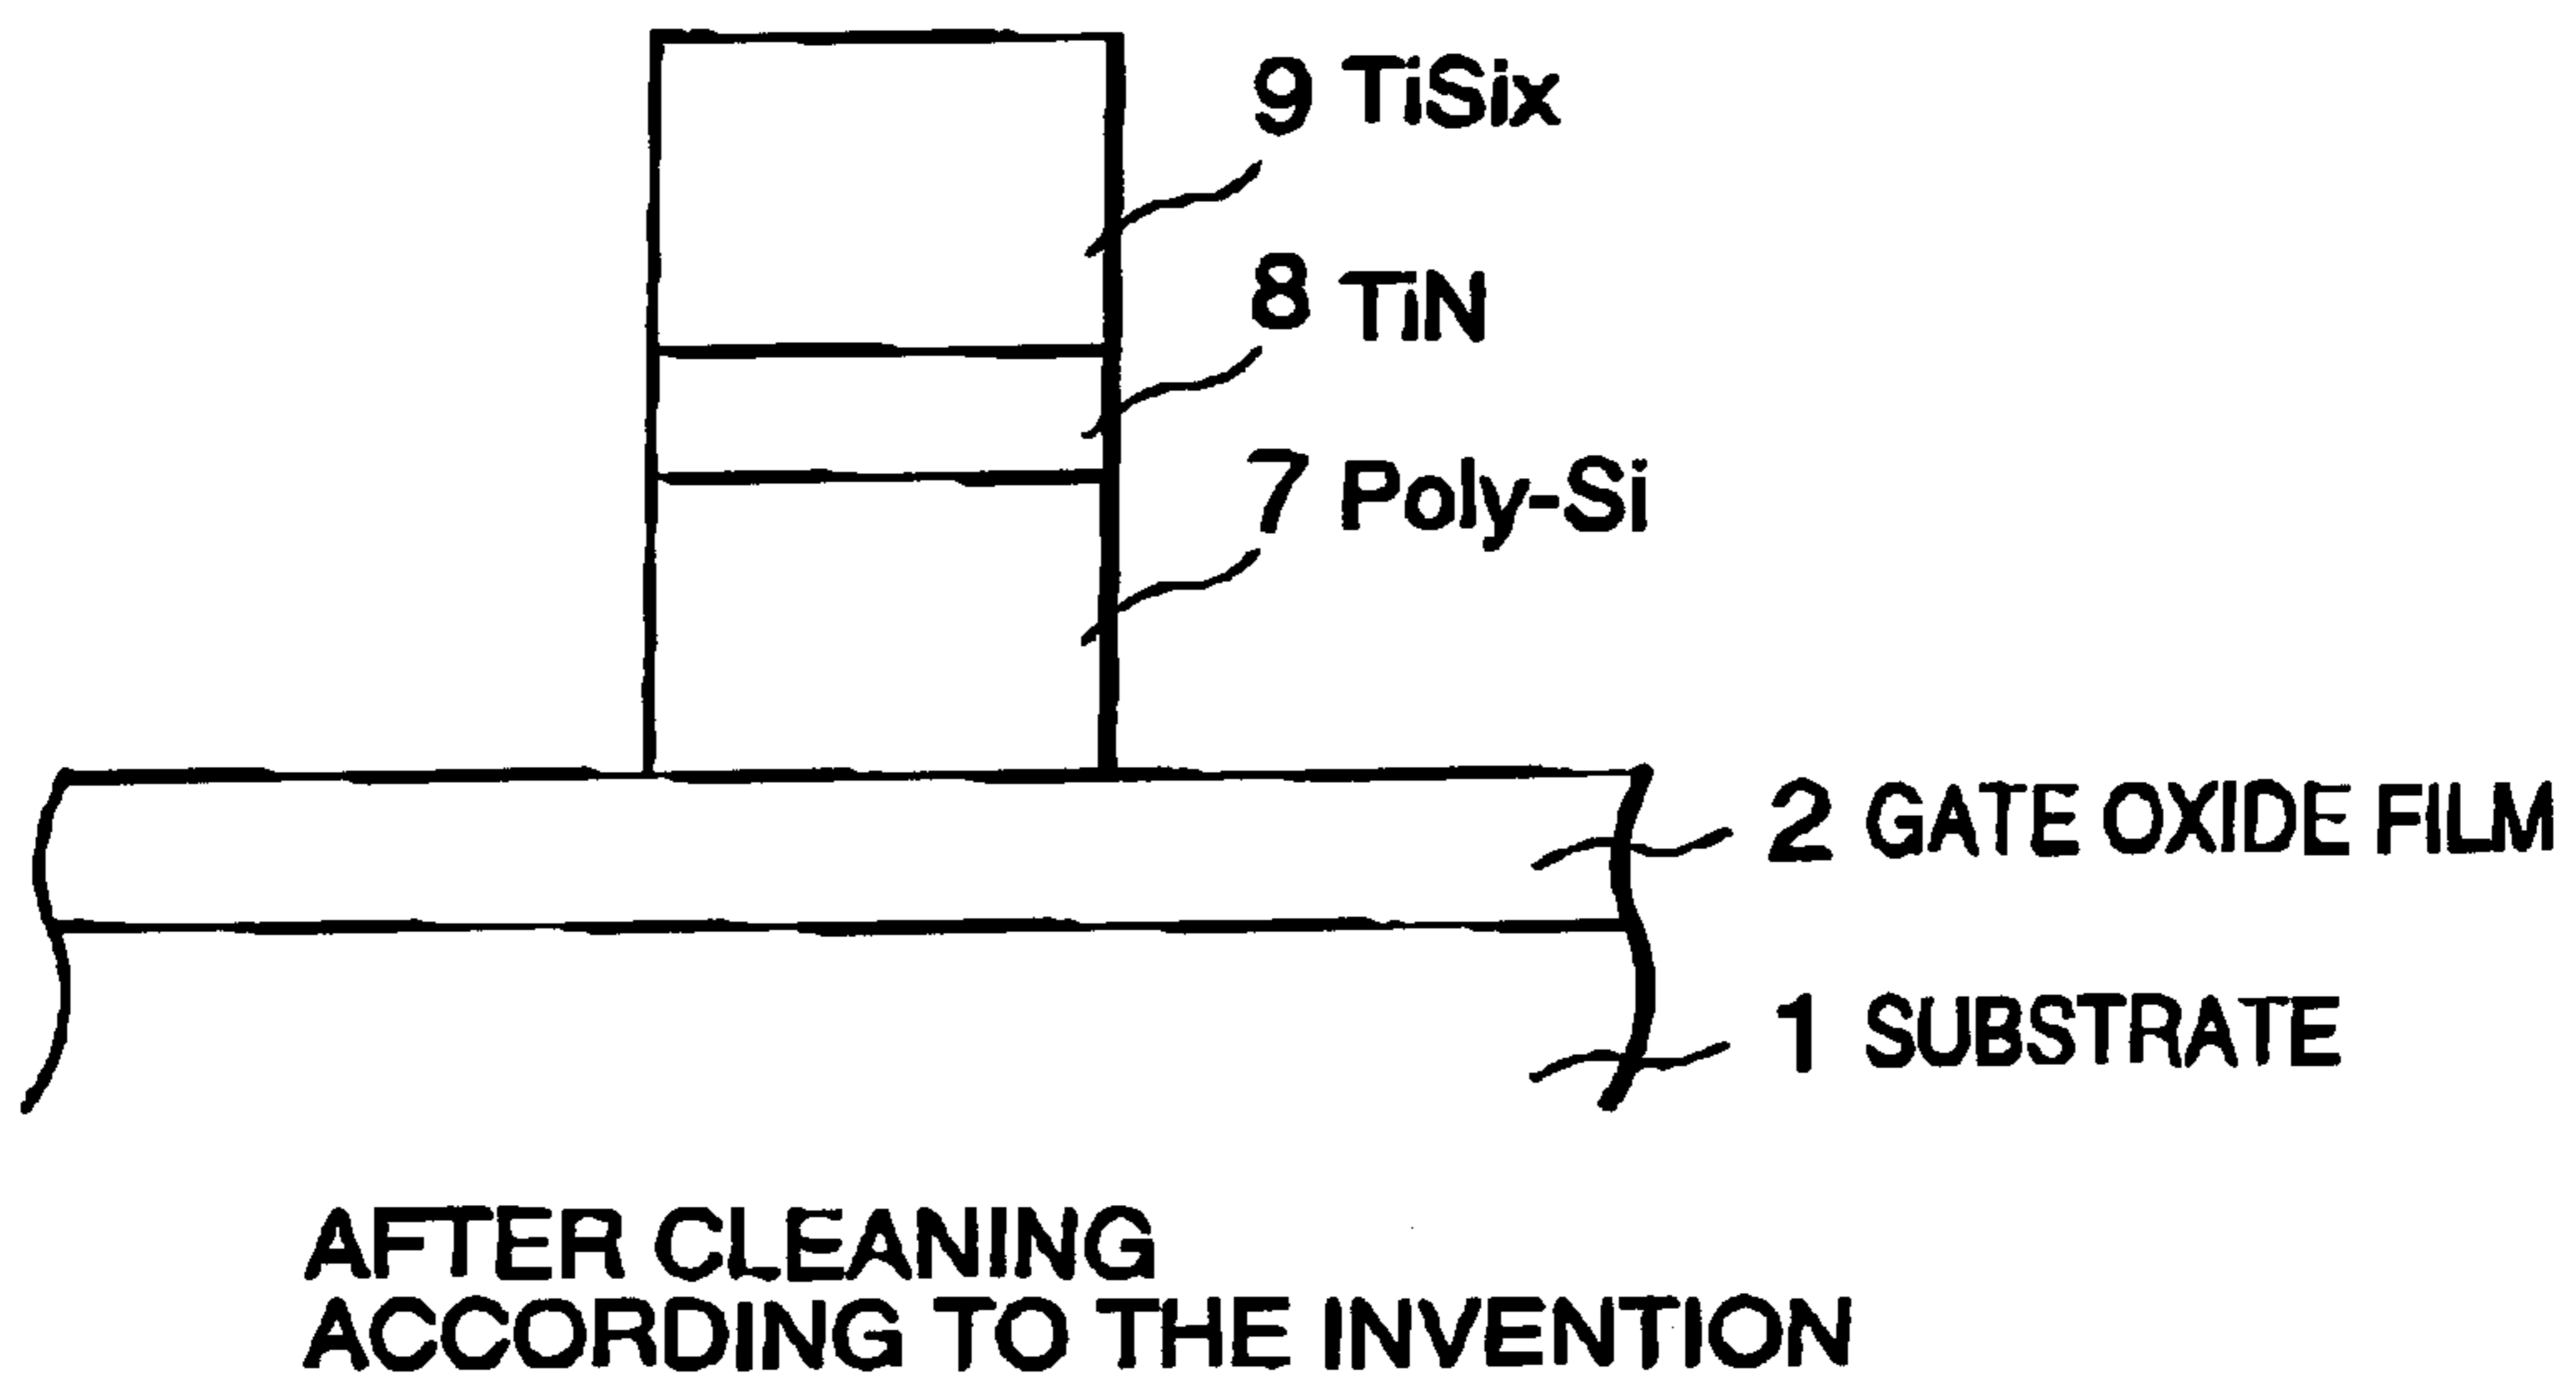 9 TiSix
8 TiN
7 Poly-Si
2 GATE OXIDE FILM
1 SUBSTRATE
AFTER CLEANING
ACCORDING TO THE INVENTION